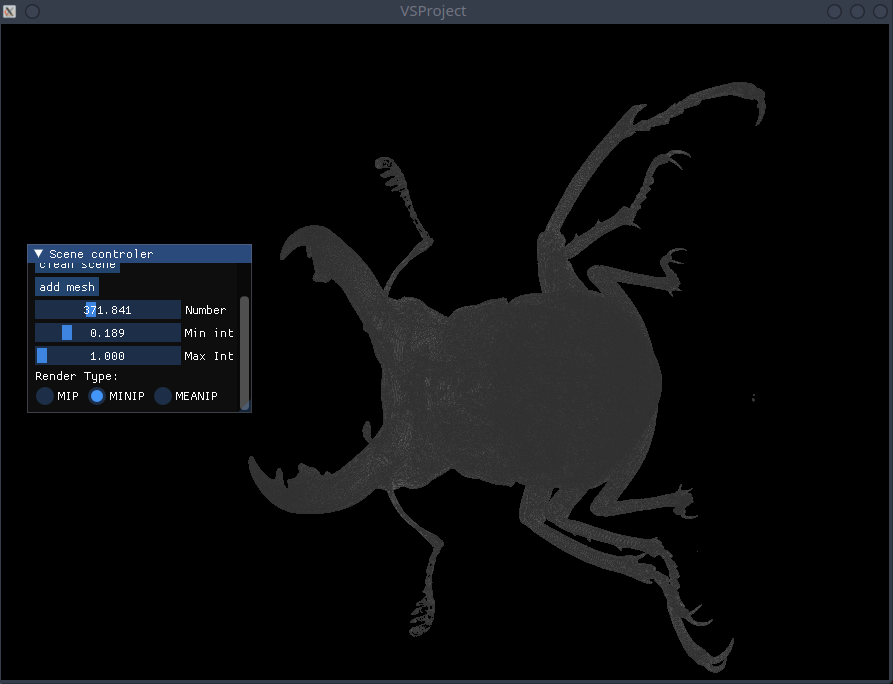 VSProject
Scene controler
clean scene
add mesh
371.841 Number
0.189 Min int
1.000 Max Int
Render Type:
MIP MINIP MEANIP